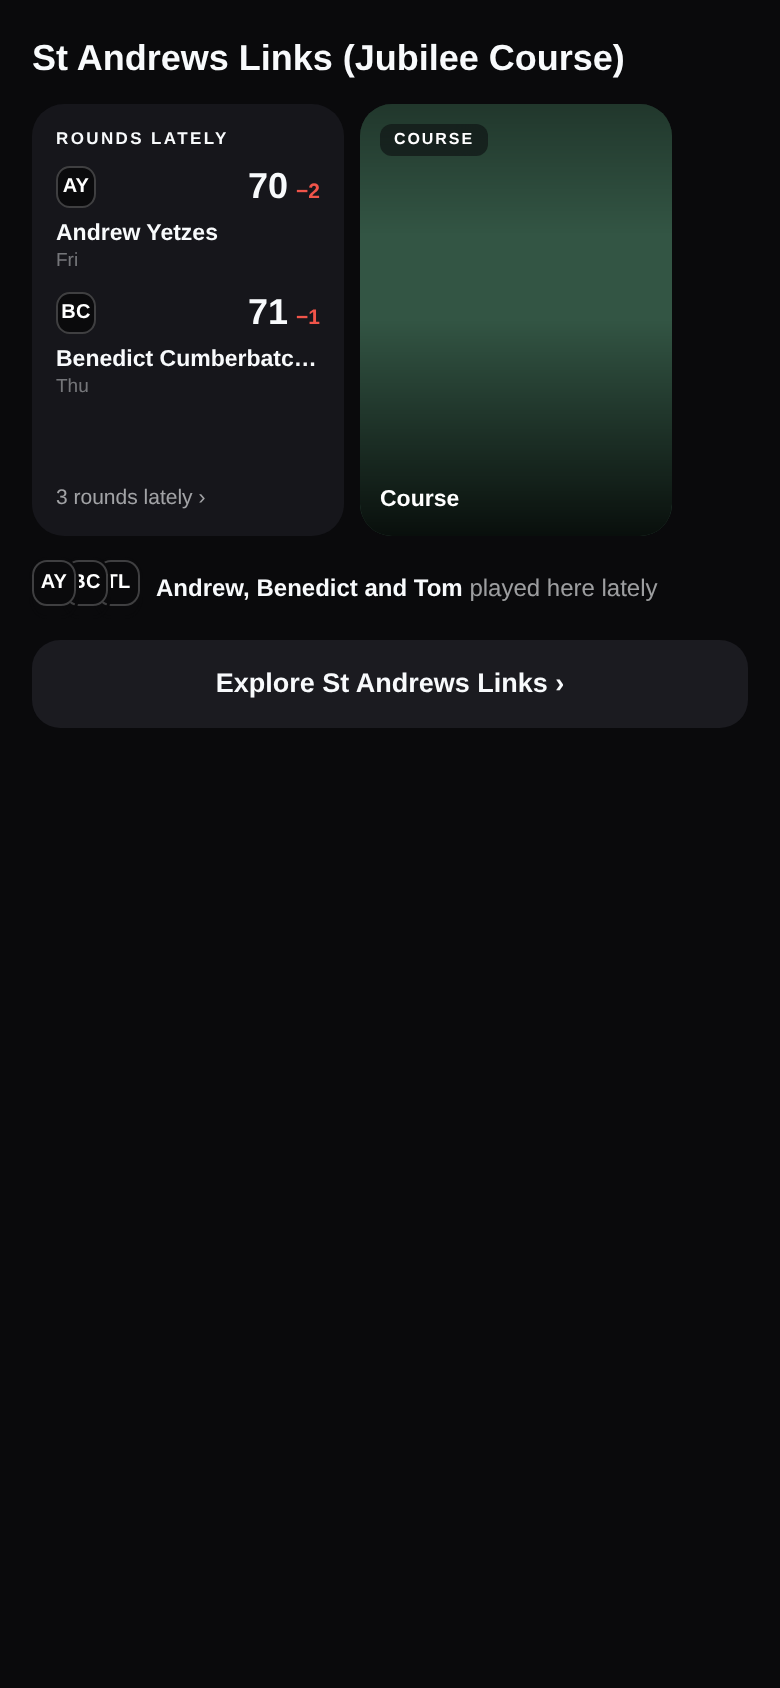 St Andrews Links (Jubilee Course)
ROUNDS LATELY
AY
70 −2
Andrew Yetzes
Fri
BC
71 −1
Benedict Cumberbatc…
Thu
3 rounds lately ›
COURSE
Course
AY BC TL
Andrew, Benedict and Tom played here lately
Explore St Andrews Links ›